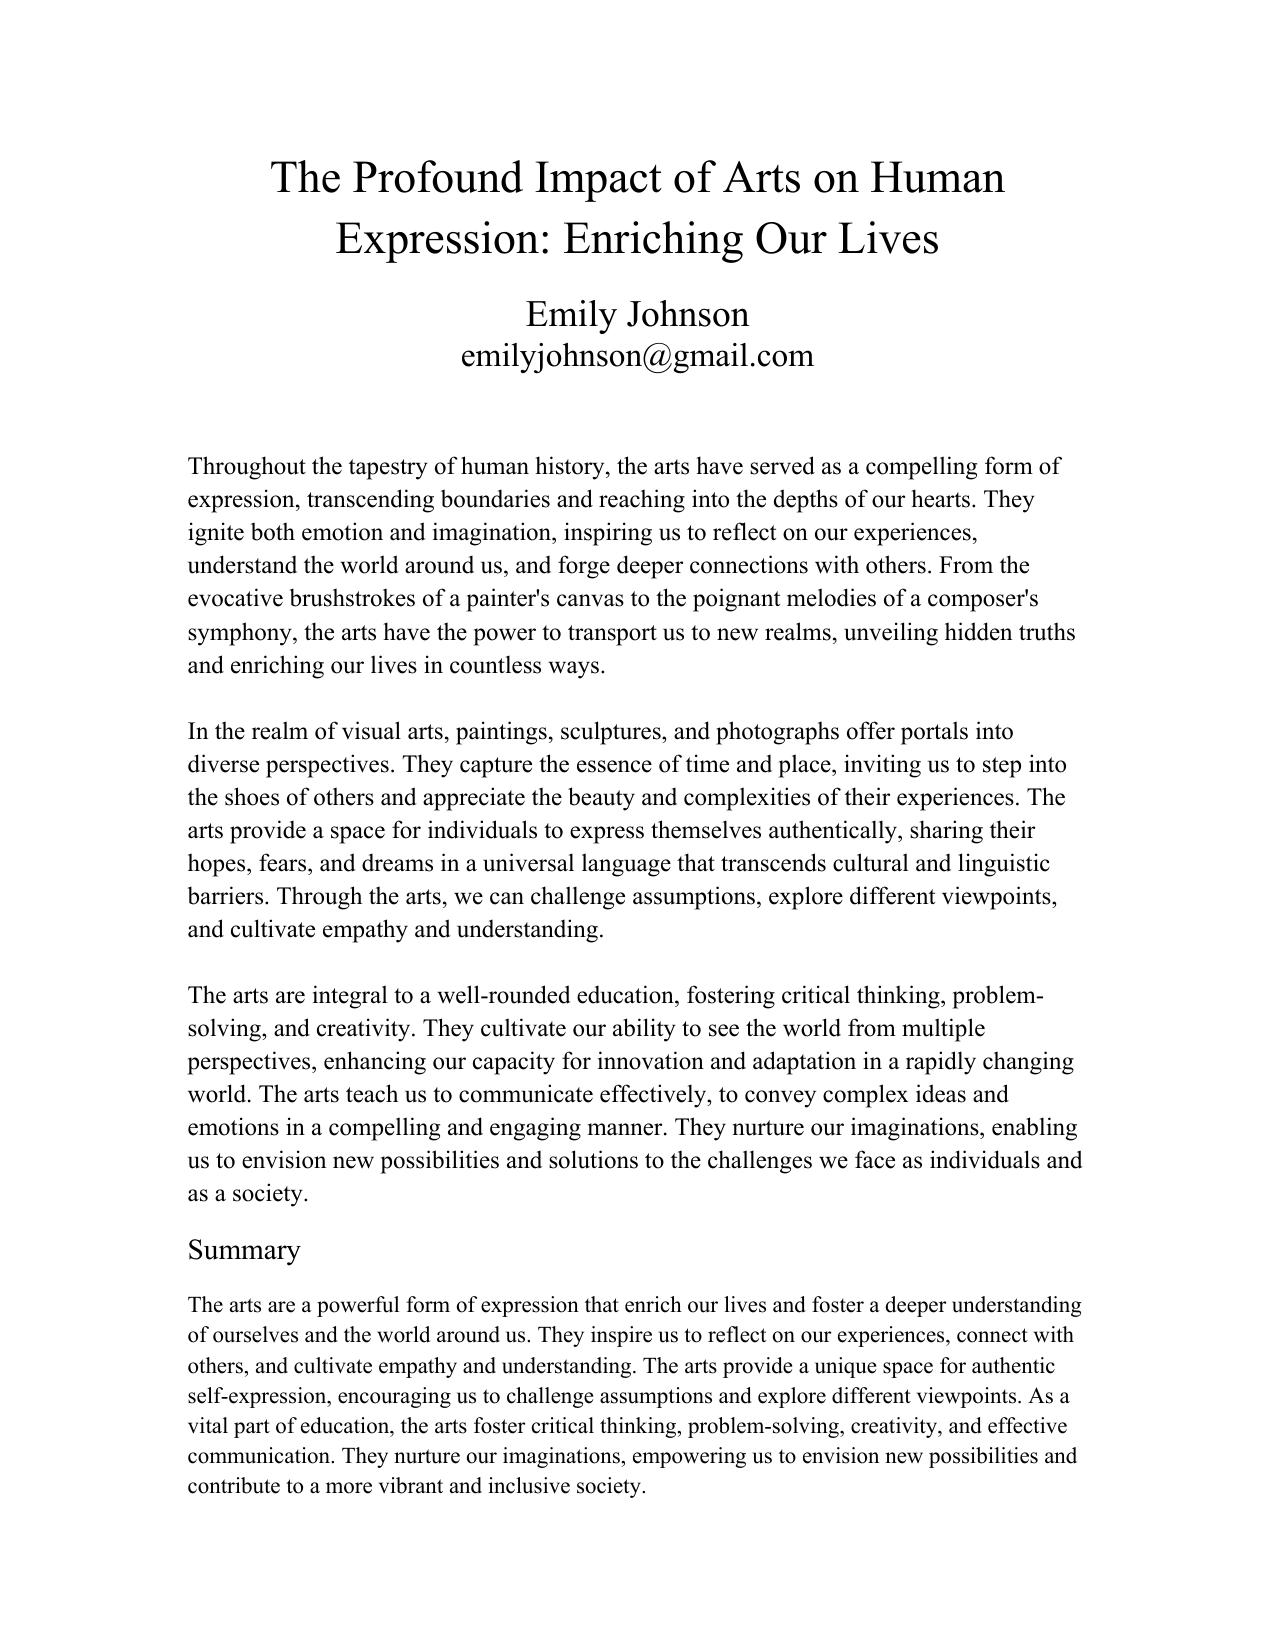 The Profound Impact of Arts on Human
Expression: Enriching Our Lives
Emily Johnson
emilyjohnson@gmail.com
Throughout the tapestry of human history, the arts have served as a compelling form of
expression, transcending boundaries and reaching into the depths of our hearts. They
ignite both emotion and imagination, inspiring us to reflect on our experiences,
understand the world around us, and forge deeper connections with others. From the
evocative brushstrokes of a painter's canvas to the poignant melodies of a composer's
symphony, the arts have the power to transport us to new realms, unveiling hidden truths
and enriching our lives in countless ways.
In the realm of visual arts, paintings, sculptures, and photographs offer portals into
diverse perspectives. They capture the essence of time and place, inviting us to step into
the shoes of others and appreciate the beauty and complexities of their experiences. The
arts provide a space for individuals to express themselves authentically, sharing their
hopes, fears, and dreams in a universal language that transcends cultural and linguistic
barriers. Through the arts, we can challenge assumptions, explore different viewpoints,
and cultivate empathy and understanding.
The arts are integral to a well-rounded education, fostering critical thinking, problem-
solving, and creativity. They cultivate our ability to see the world from multiple
perspectives, enhancing our capacity for innovation and adaptation in a rapidly changing
world. The arts teach us to communicate effectively, to convey complex ideas and
emotions in a compelling and engaging manner. They nurture our imaginations, enabling
us to envision new possibilities and solutions to the challenges we face as individuals and
as a society.
Summary
The arts are a powerful form of expression that enrich our lives and foster a deeper understanding
of ourselves and the world around us. They inspire us to reflect on our experiences, connect with
others, and cultivate empathy and understanding. The arts provide a unique space for authentic
self-expression, encouraging us to challenge assumptions and explore different viewpoints. As a
vital part of education, the arts foster critical thinking, problem-solving, creativity, and effective
communication. They nurture our imaginations, empowering us to envision new possibilities and
contribute to a more vibrant and inclusive society.